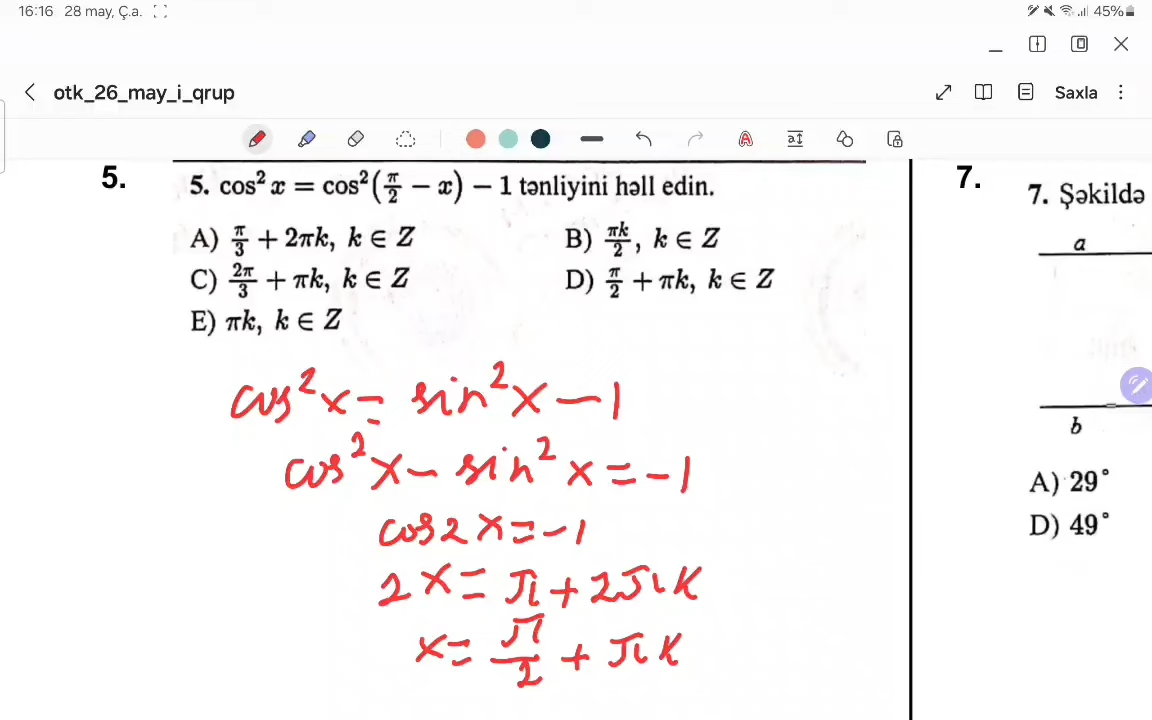 16:16 28 may, Ç.a. 45%
otk_26_may_i_qrup
Saxla
5.
5. cos² x = cos²(π/2 − x) − 1 tənliyini həll edin.
A) π/3 + 2πk, k ∈ Z B) πk/2, k ∈ Z
C) 2π/3 + πk, k ∈ Z D) π/2 + πk, k ∈ Z
E) πk, k ∈ Z
cos²x = sin²x − 1
cos²x − sin²x = −1
cos2x = −1
2x = π + 2πk
x = π/2 + πk
7.
7. Şəkildə
a
b
A) 29°
D) 49°